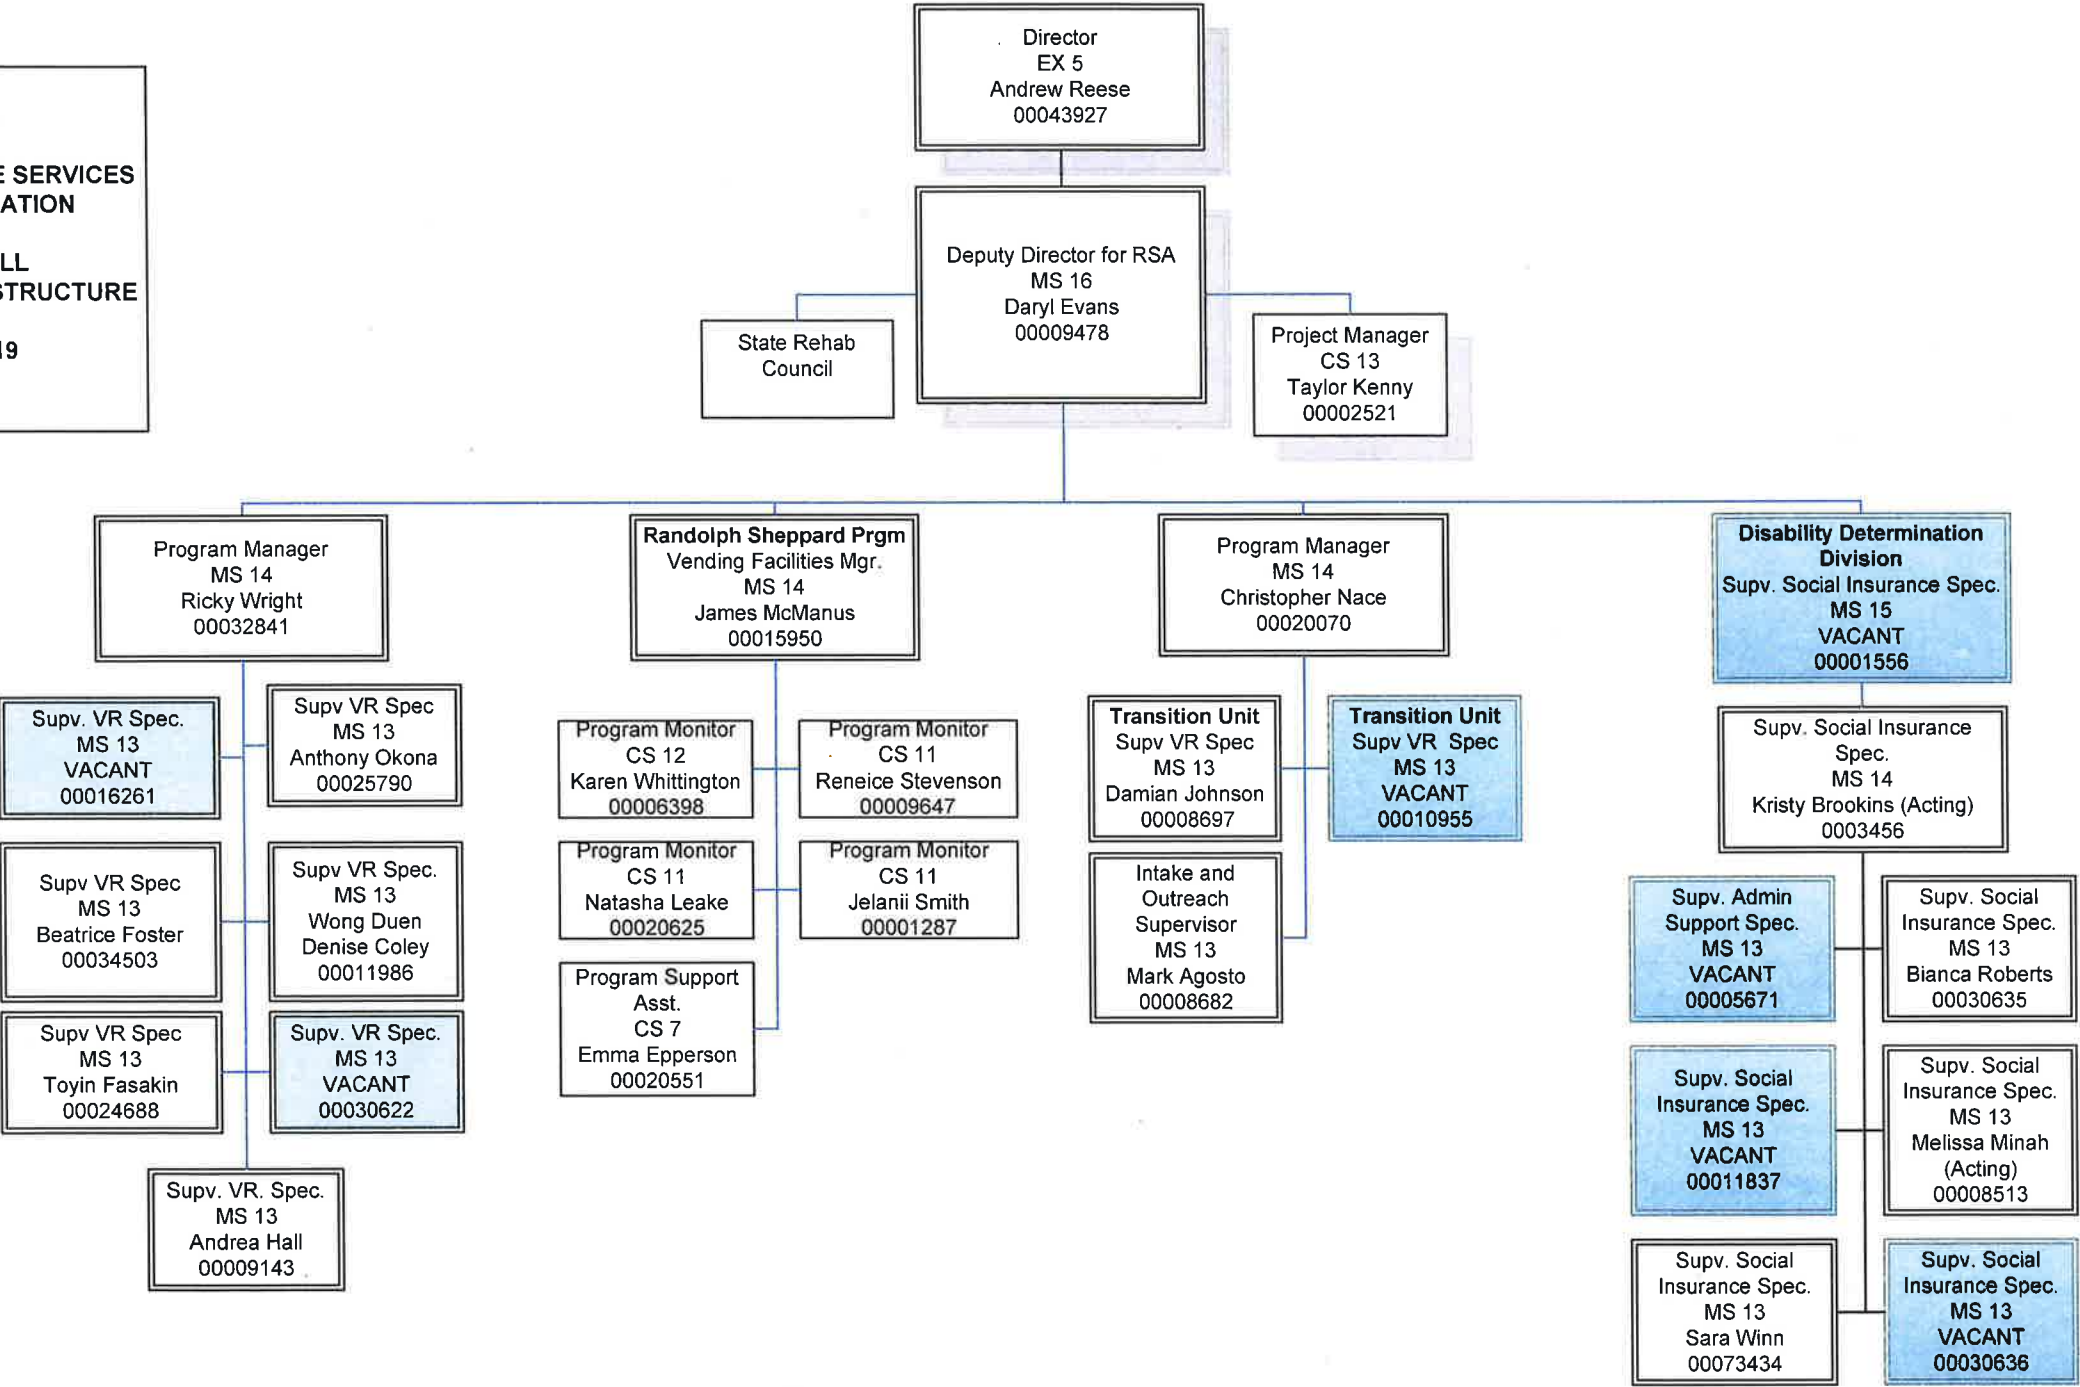 Director
EX 5
Andrew Reese
00043927
SERVICES
19
Deputy Director for RSA
MS 16
Daryl Evans
00009478
State Rehab
Council
Project Manager
CS 13
Taylor Kenny
00002521
Program Manager
MS 14
Ricky Wright
00032841
Supv. VR Spec.
MS 13
VACANT
00016261
Supv VR Spec
MS 13
Anthony Okona
00025790
Supv VR Spec
MS 13
Beatrice Foster
00034503
Supv VR Spec.
MS 13
Wong Duen
Denise Coley
00011986
Supv VR Spec
MS 13
Toyin Fasakin
00024688
Supv. VR Spec.
MS 13
VACANT
00030622
Supv. VR. Spec.
MS 13
Andrea Hall
00009143
Randolph Sheppard Prgm
Vending Facilities Mgr.
MS 14
James McManus
00015950
Program Monitor
CS 12
Karen Whittington
00006398
Program Monitor
CS 11
Reneice Stevenson
00009647
Program Monitor
CS 11
Natasha Leake
00020625
Program Monitor
CS 11
Jelanii Smith
00001287
Program Support
Asst.
CS 7
Emma Epperson
00020551
Program Manager
MS 14
Christopher Nace
00020070
Transition Unit
Supv VR Spec
MS 13
Damian Johnson
00008697
Transition Unit
Supv VR Spec
MS 13
VACANT
00010955
Intake and
Outreach
Supervisor
MS 13
Mark Agosto
00008682
Disability Determination
Division
Supv. Social Insurance Spec.
MS 15
VACANT
00001556
Supv. Social Insurance
Spec.
MS 14
Kristy Brookins (Acting)
0003456
Supv. Admin
Support Spec.
MS 13
VACANT
00005671
Supv. Social
Insurance Spec.
MS 13
Bianca Roberts
00030635
Supv. Social
Insurance Spec.
MS 13
VACANT
00011837
Supv. Social
Insurance Spec.
MS 13
Melissa Minah
(Acting)
00008513
Supv. Social
Insurance Spec.
MS 13
Sara Winn
00073434
Supv. Social
Insurance Spec.
MS 13
VACANT
00030636